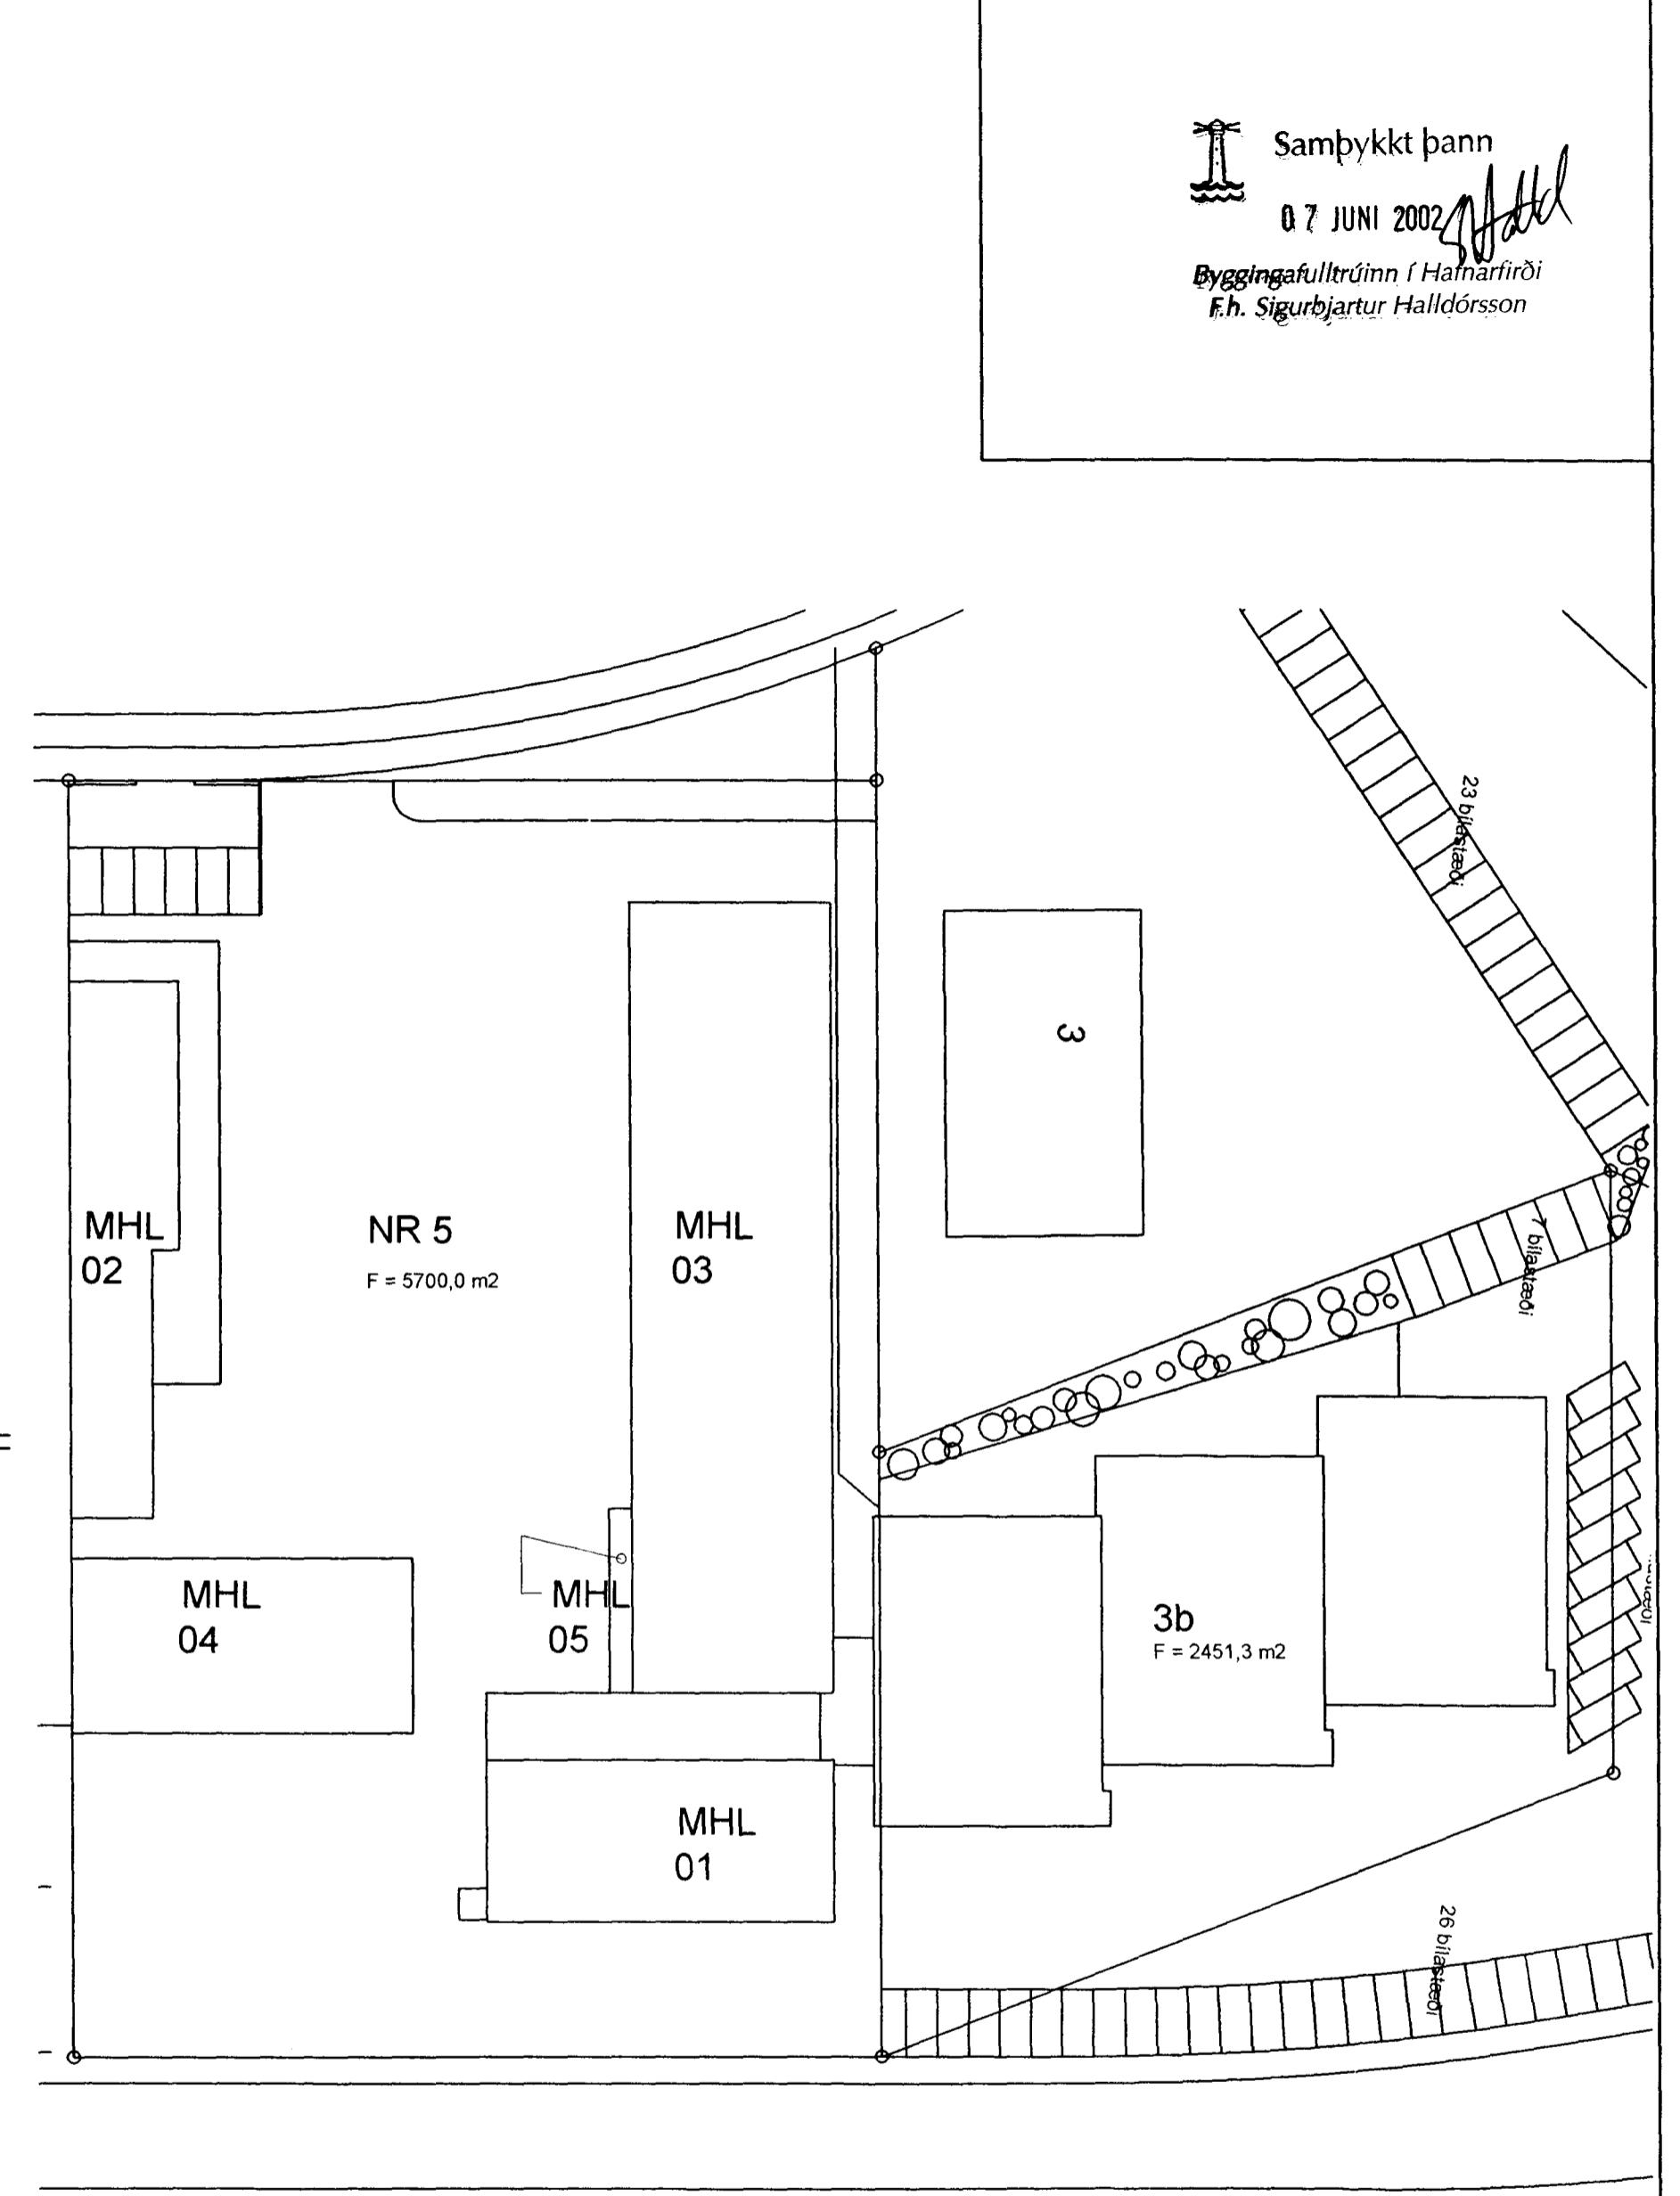 Samþykkt þann
07 JUNI 2002
Byggingafulltrúinn í Hafnarfirði
F.h. Sigurbjartur Halldórsson
23 bílastæði
3
MHL
02
NR 5
F = 5700,0 m2
MHL
03
7 bílastæði
MHL
04
MHL
05
3b
F = 2451,3 m2
MHL
01
26 bílastæði